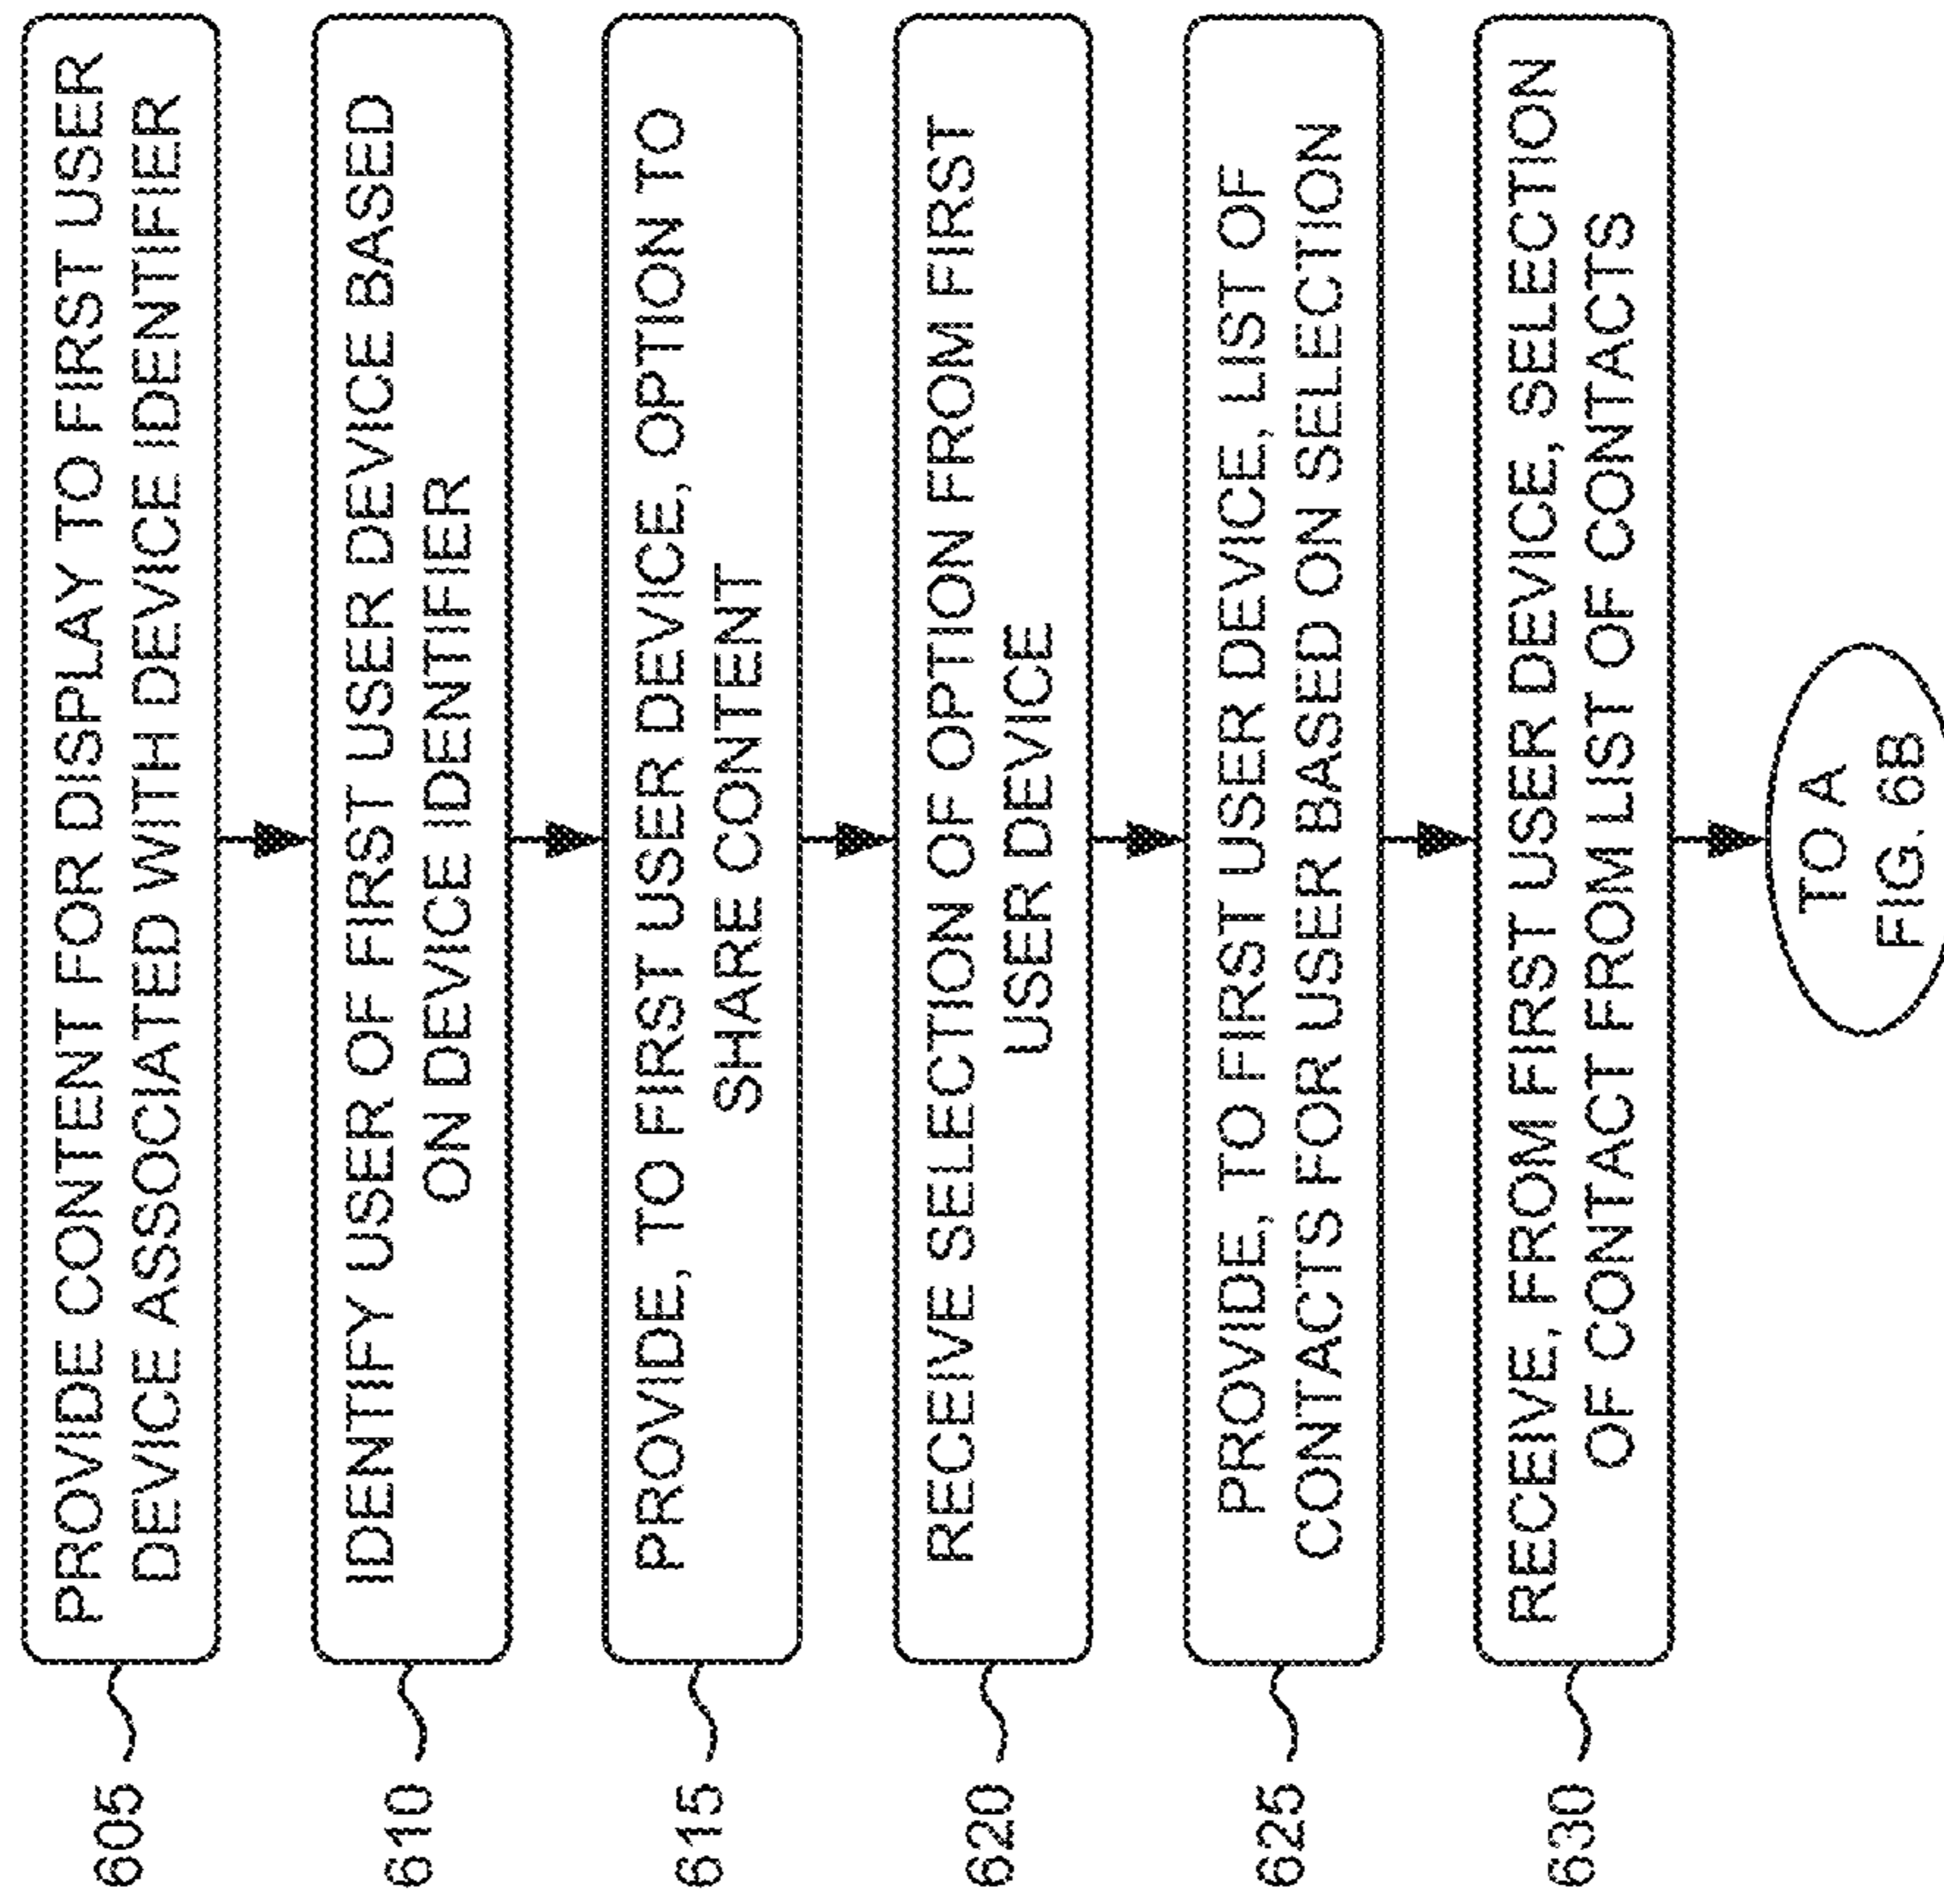 605
PROVIDE CONTENT FOR DISPLAY TO FIRST USER
DEVICE ASSOCIATED WITH DEVICE IDENTIFIER
610
IDENTIFY USER OF FIRST USER DEVICE BASED
ON DEVICE IDENTIFIER
615
PROVIDE, TO FIRST USER DEVICE, OPTION TO
SHARE CONTENT
620
RECEIVE SELECTION OF OPTION FROM FIRST
USER DEVICE
625
PROVIDE, TO FIRST USER DEVICE, LIST OF
CONTACTS FOR USER BASED ON SELECTION
630
RECEIVE, FROM FIRST USER DEVICE, SELECTION
OF CONTACT FROM LIST OF CONTACTS
TO A
FIG. 6B